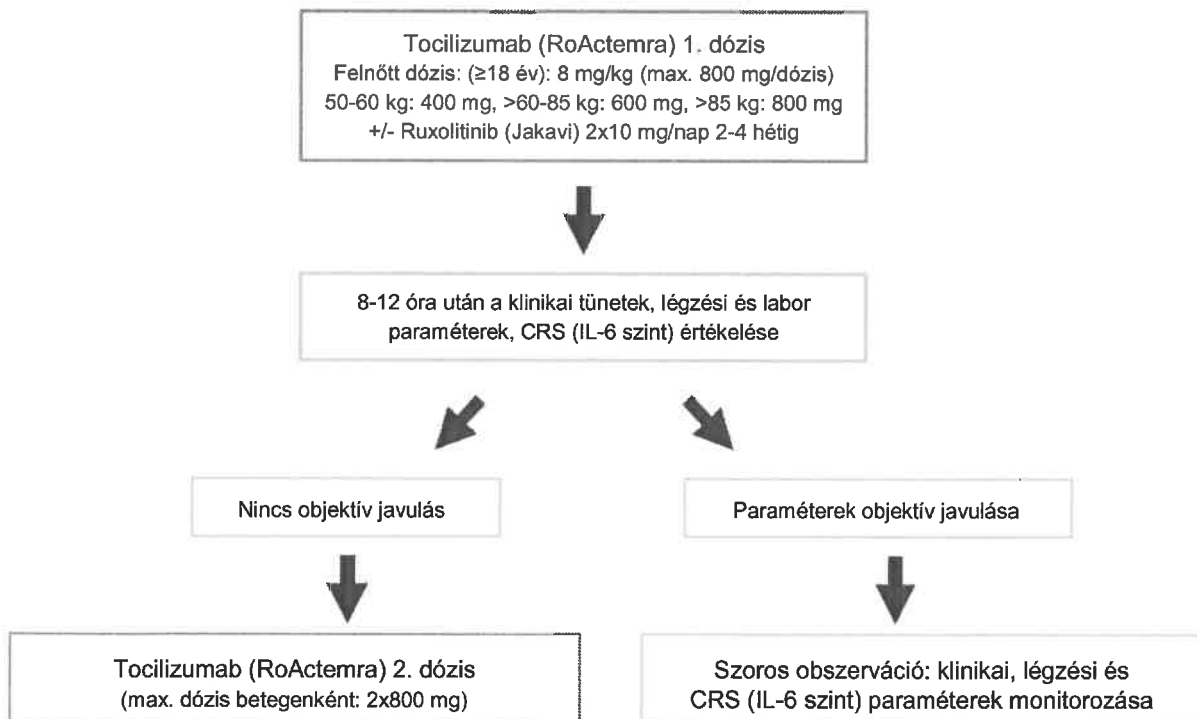 Tocilizumab (RoActemra) 1. dózis
Felnőtt dózis: (≥18 év): 8 mg/kg (max. 800 mg/dózis)
50-60 kg: 400 mg, >60-85 kg: 600 mg, >85 kg: 800 mg
+/- Ruxolitinib (Jakavi) 2x10 mg/nap 2-4 hétig
8-12 óra után a klinikai tünetek, légzési és labor
paraméterek, CRS (IL-6 szint) értékelése
Nincs objektív javulás
Paraméterek objektív javulása
Tocilizumab (RoActemra) 2. dózis
(max. dózis betegenként: 2x800 mg)
Szoros obszerváció: klinikai, légzési és
CRS (IL-6 szint) paraméterek monitorozása